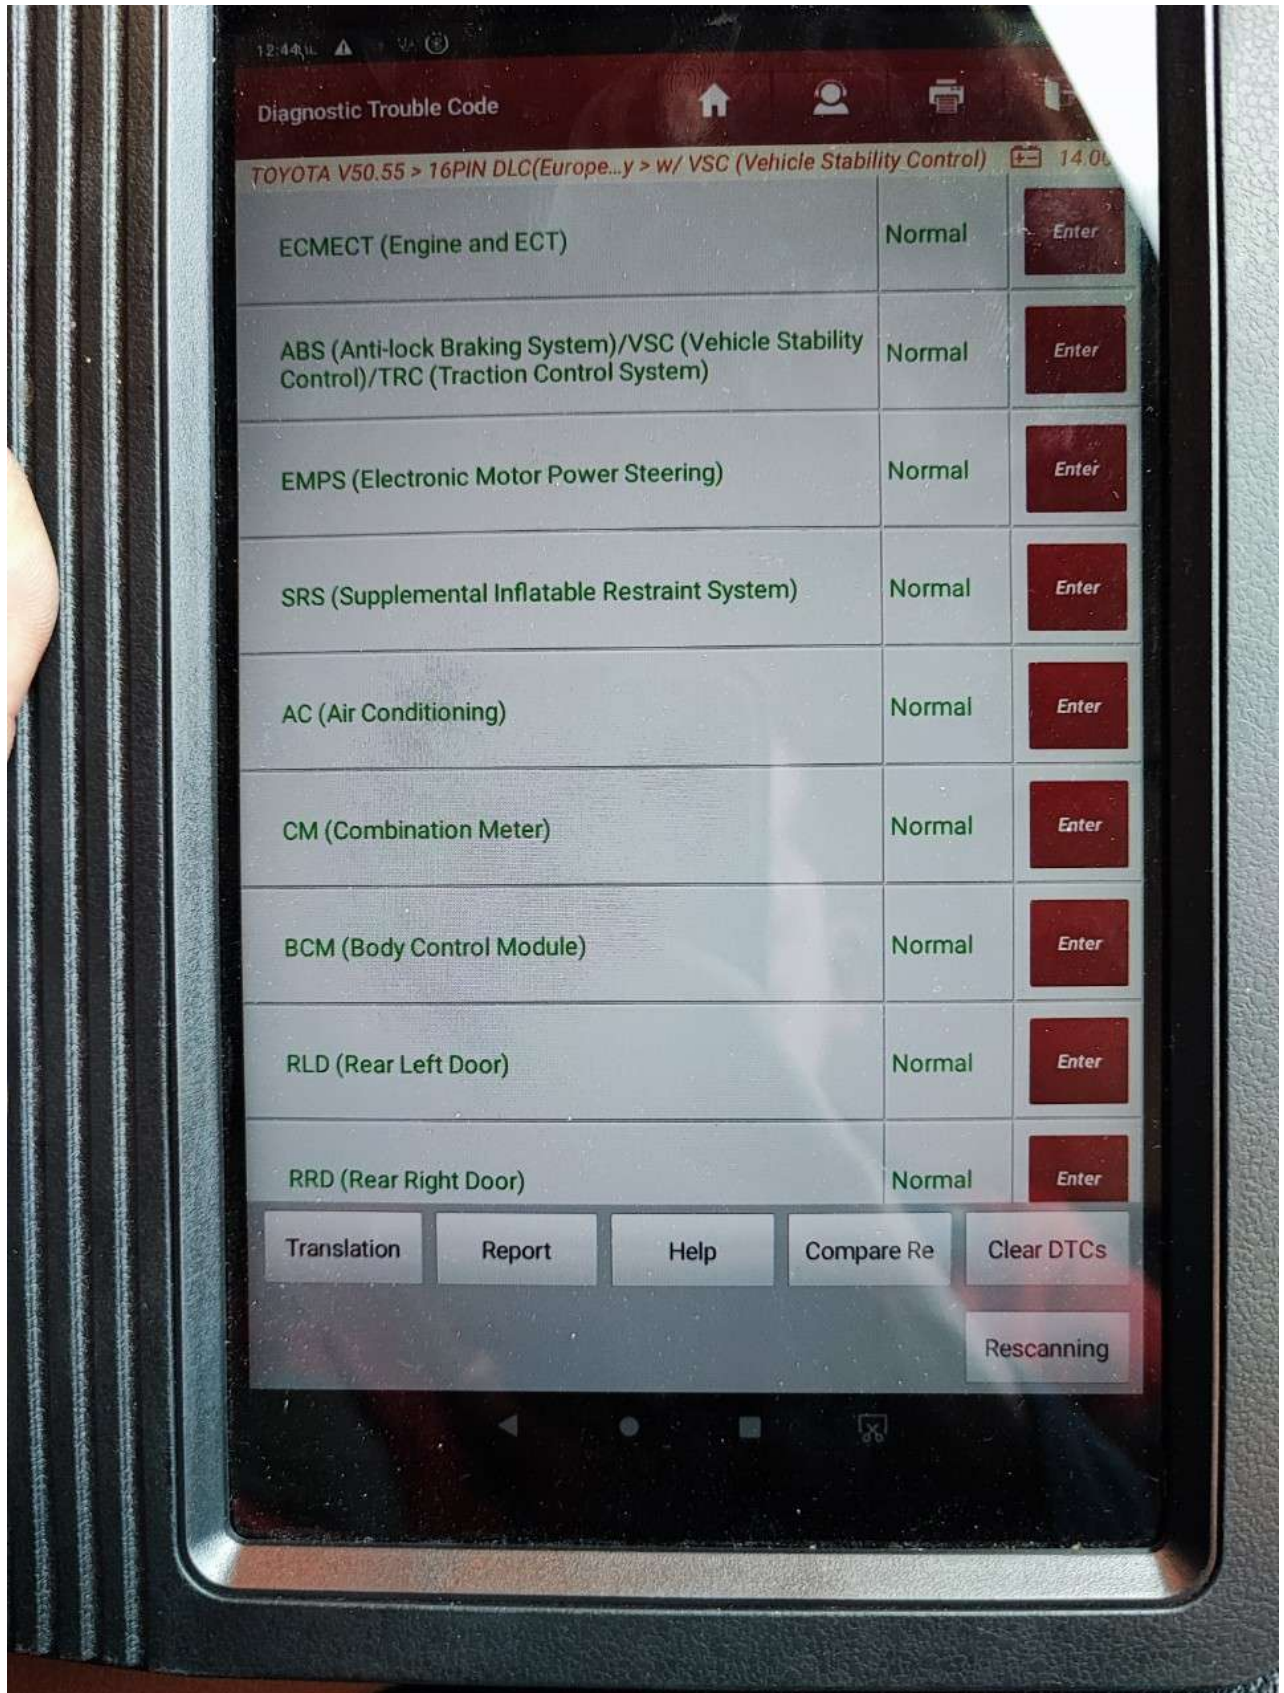 12:44
Diagnostic Trouble Code
TOYOTA V50.55 > 16PIN DLC(Europe...y > w/ VSC (Vehicle Stability Control) 14.0
ECMECT (Engine and ECT) Normal Enter
ABS (Anti-lock Braking System)/VSC (Vehicle Stability
Control)/TRC (Traction Control System) Normal Enter
EMPS (Electronic Motor Power Steering) Normal Enter
SRS (Supplemental Inflatable Restraint System) Normal Enter
AC (Air Conditioning) Normal Enter
CM (Combination Meter) Normal Enter
BCM (Body Control Module) Normal Enter
RLD (Rear Left Door) Normal Enter
RRD (Rear Right Door) Normal Enter
Translation Report Help Compare Re Clear DTCs
Rescanning